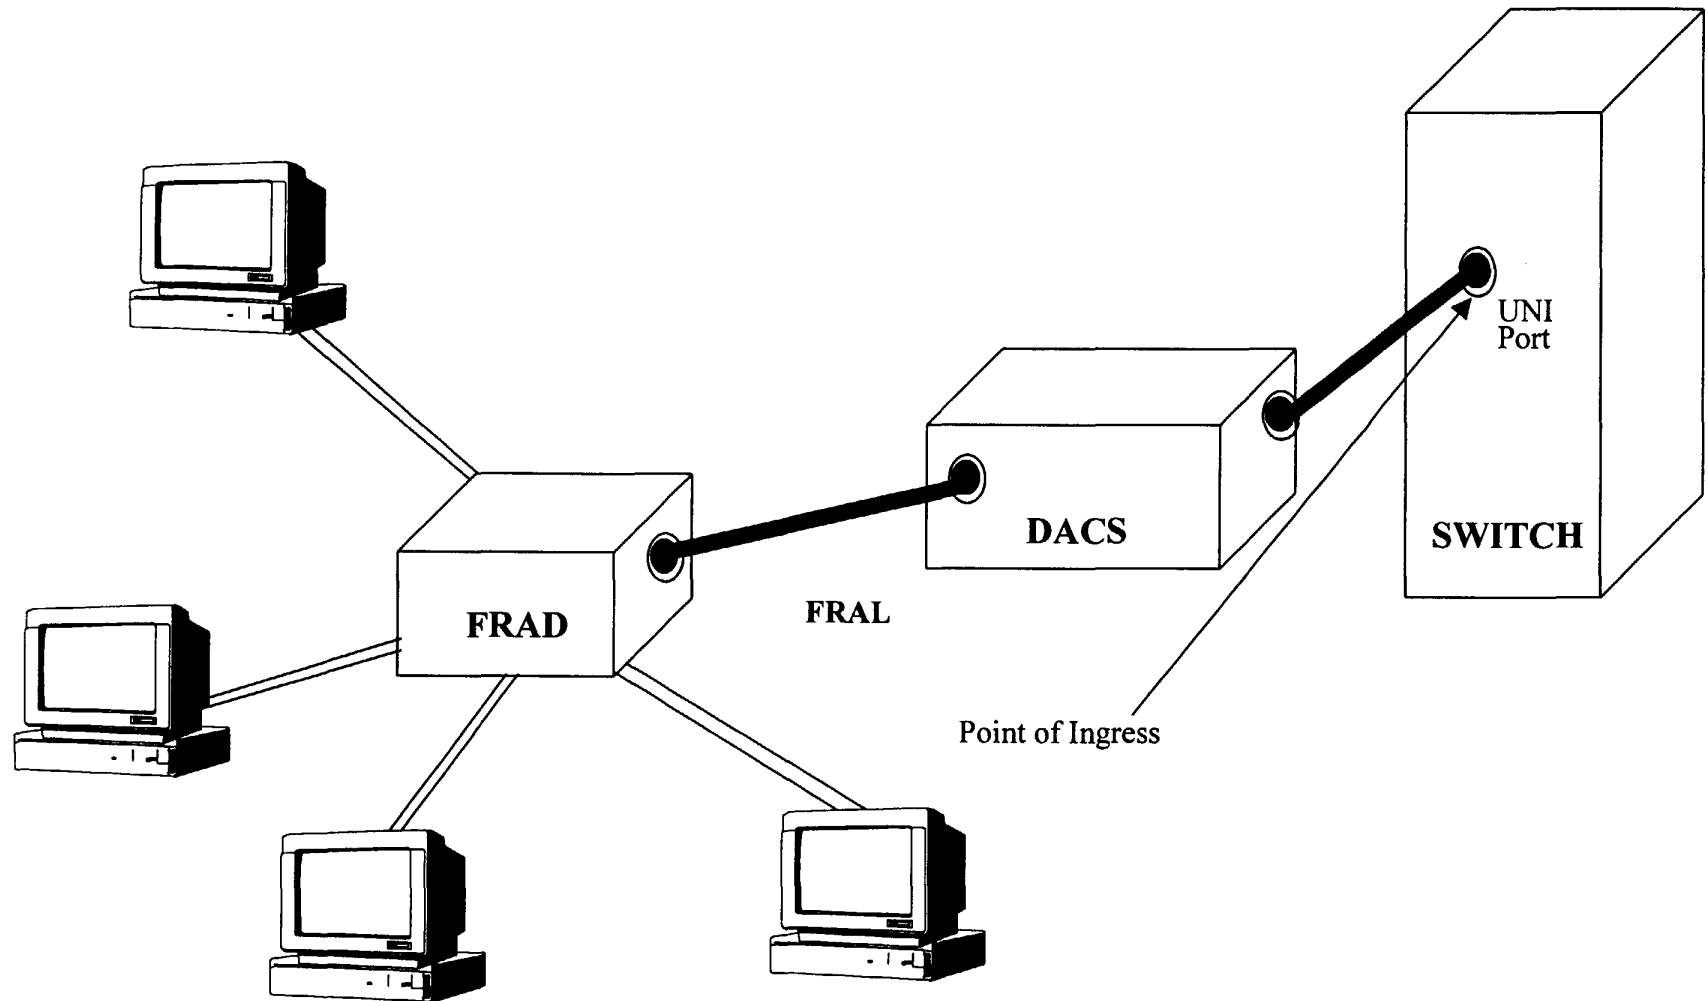 UNI
Port
DACS
SWITCH
FRAD
FRAL
Point of Ingress